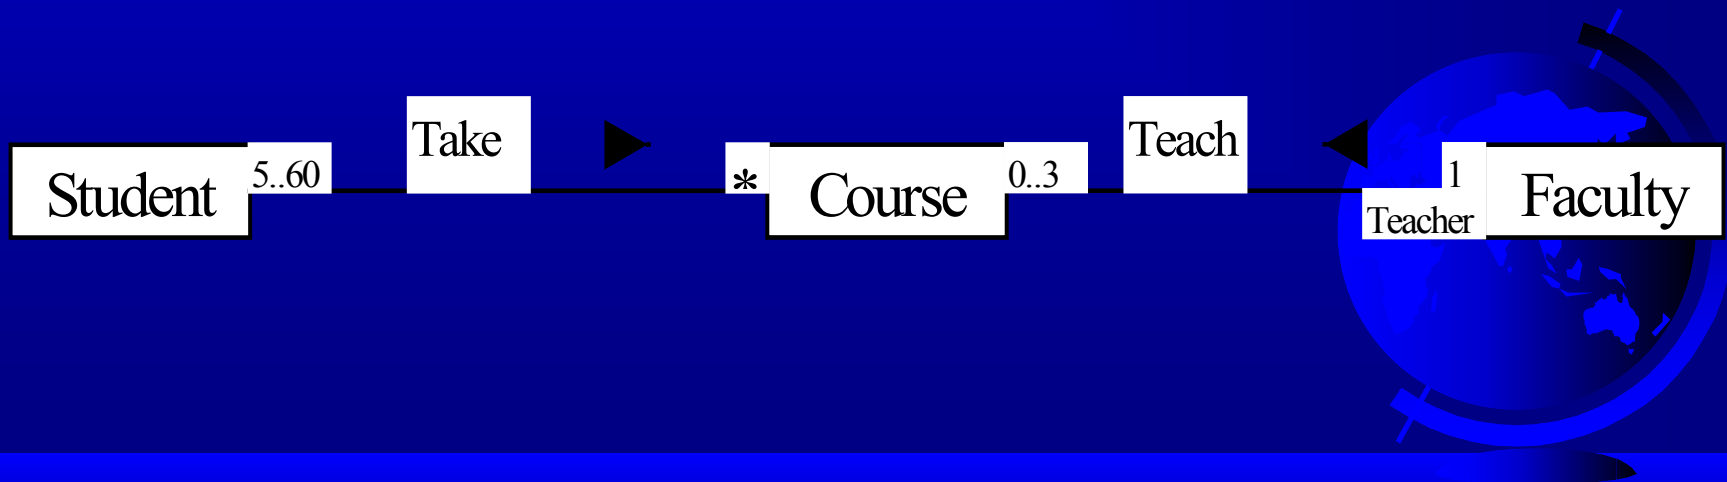 Student
5..60
Take
*
Course
0..3
Teach
1
Teacher
Faculty